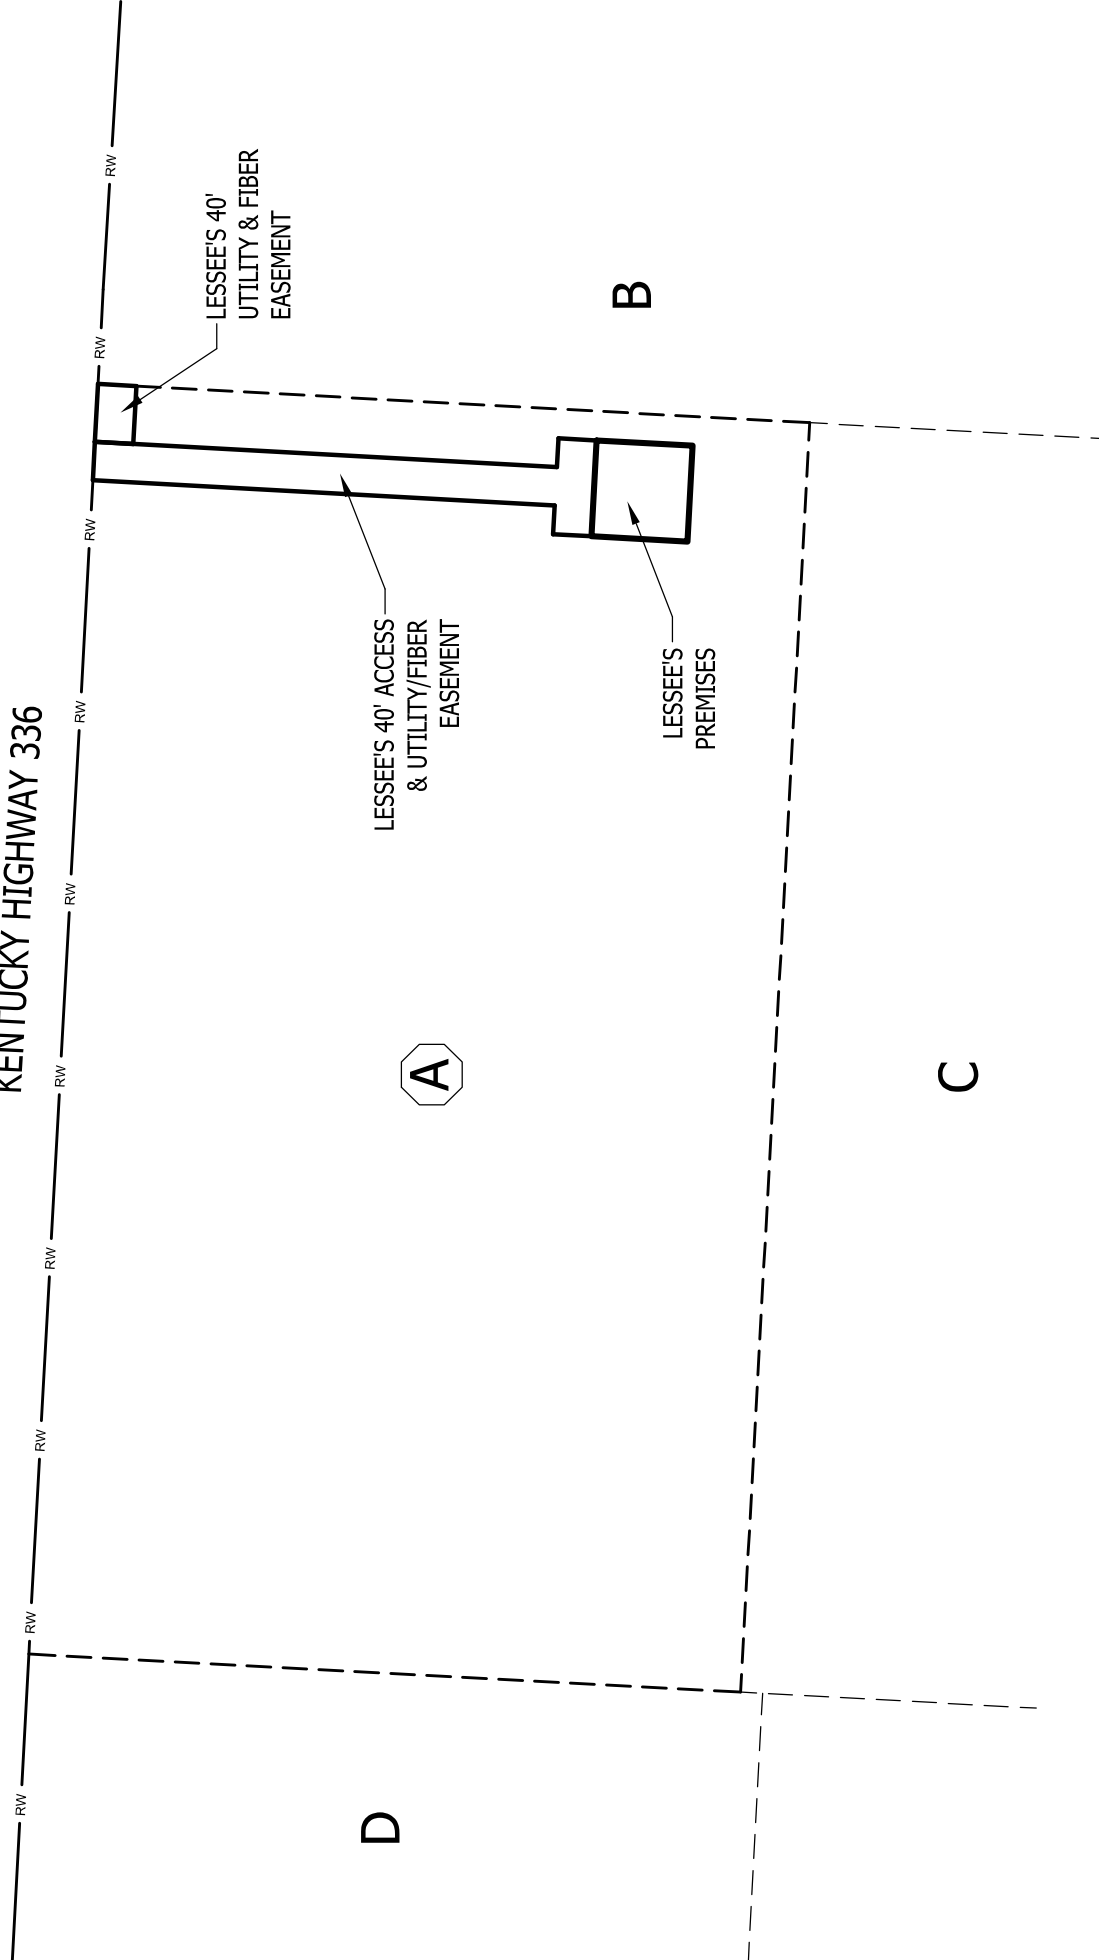 KENTUCKY HIGHWAY 336
RW
RW
RW
RW
RW
RW
RW
RW
RW
RW
LESSEE'S 40'
UTILITY & FIBER
EASEMENT
LESSEE'S 40' ACCESS
& UTILITY/FIBER
EASEMENT
LESSEE'S
PREMISES
A
B
C
D